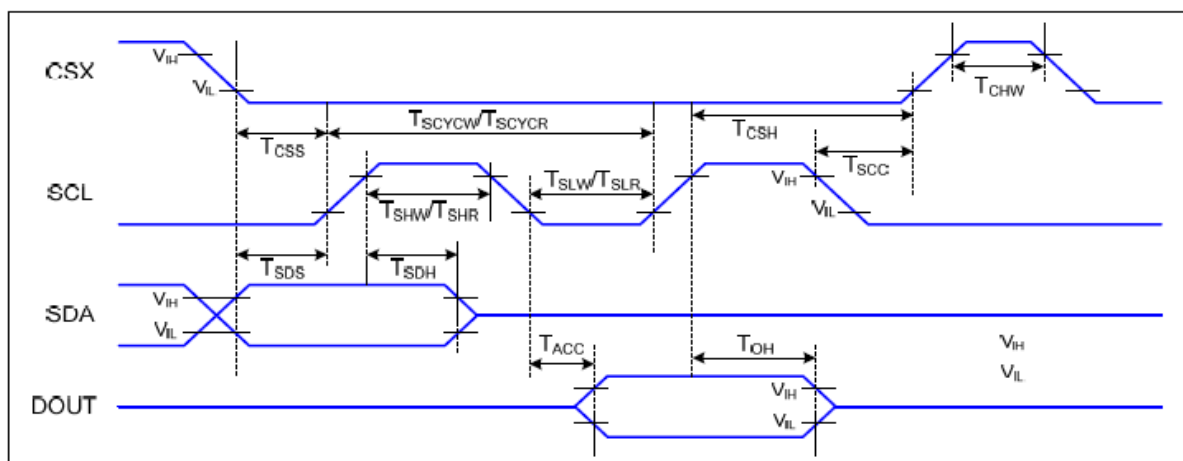 CSX
VIH
VIL
TCHW
TSCYCW/TSCYCR
TCSH
TCSS
TSCC
SCL
TSLW/TSLR
VIH
TSHW/TSHR
VIL
TSDS
TSDH
SDA
VIH
VIL
TACC
TOH
VIH
VIL
DOUT
VIH
VIL